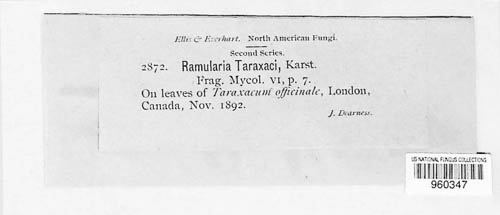 Ellis & Everhart. North American Fungi.
Second Series.
2872. Ramularia Taraxaci, Karst.
Frag. Mycol. VI, p. 7.
On leaves of Taraxacum officinale, London,
Canada, Nov. 1892.
J. Dearness.
US NATIONAL FUNGUS COLLECTIONS
960347